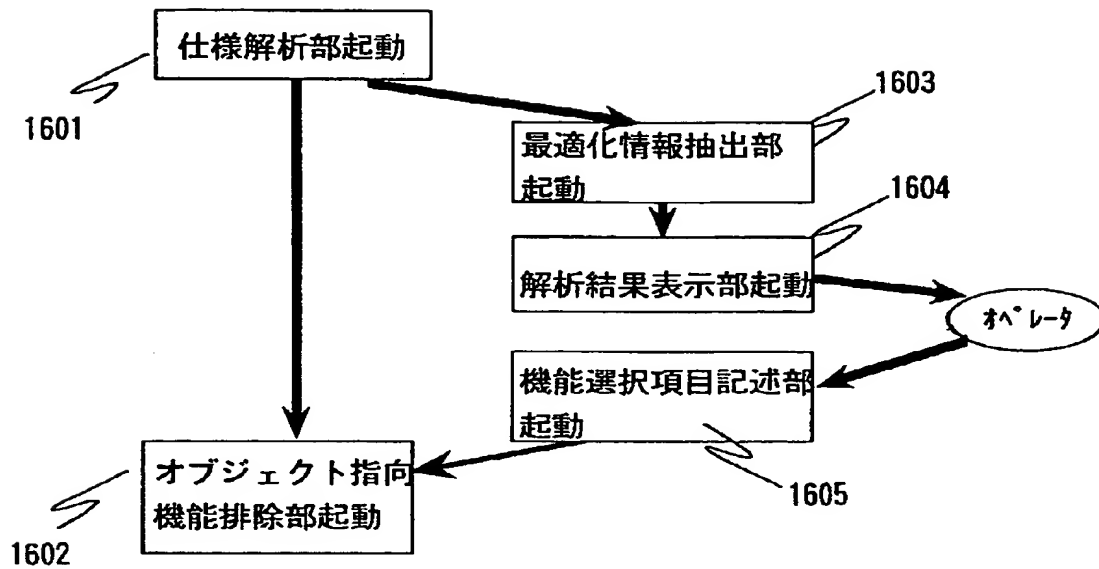 仕様解析部起動
1601
1603
最適化情報抽出部
起動
1604
解析結果表示部起動
オペレータ
機能選択項目記述部
起動
1605
オブジェクト指向
機能排除部起動
1602